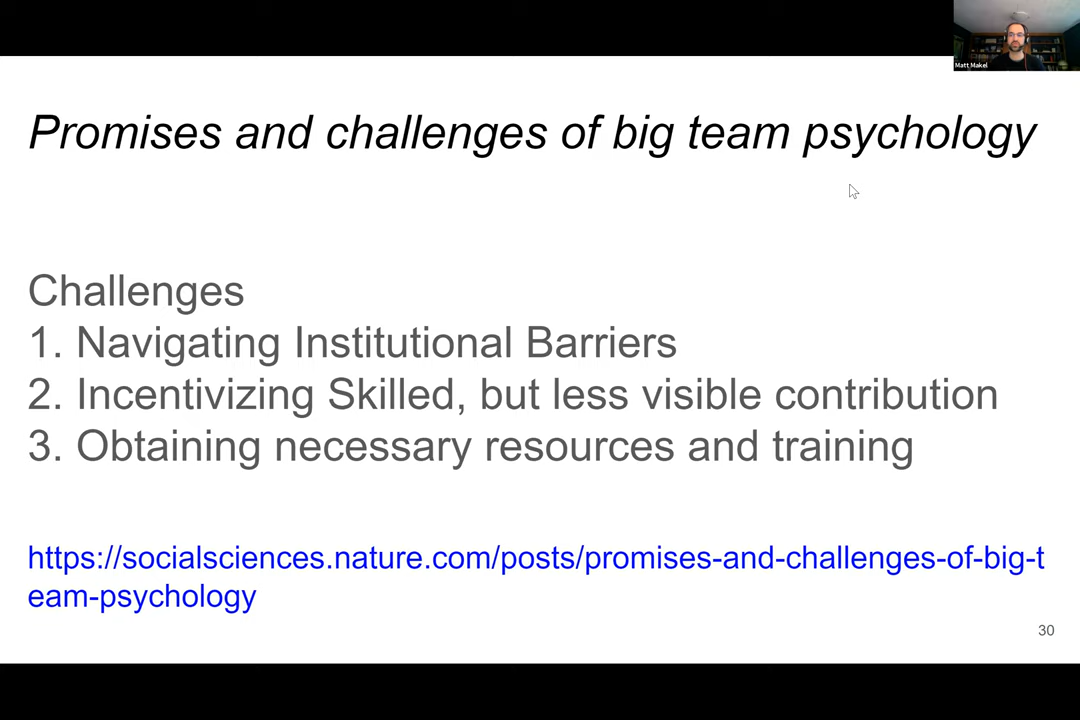 Matt Makel
Promises and challenges of big team psychology
Challenges
1. Navigating Institutional Barriers
2. Incentivizing Skilled, but less visible contribution
3. Obtaining necessary resources and training
https://socialsciences.nature.com/posts/promises-and-challenges-of-big-t
eam-psychology
30